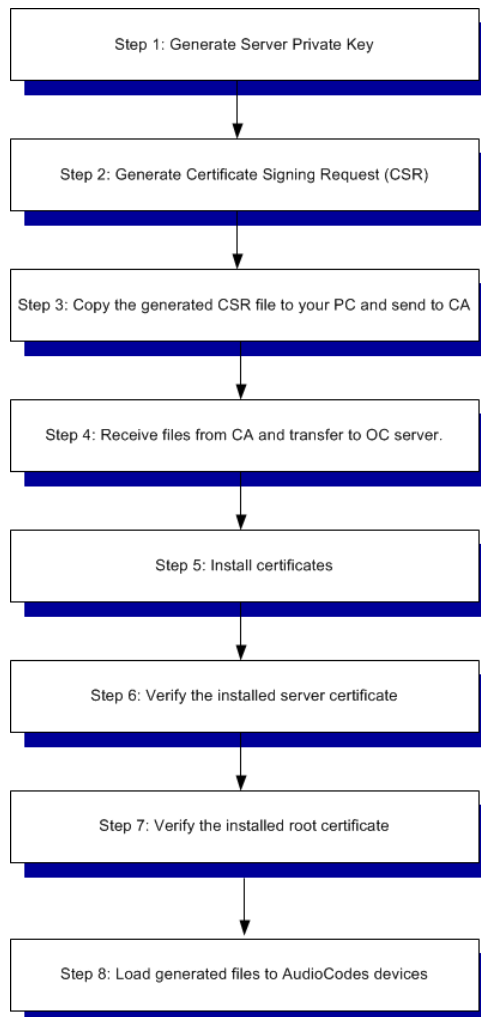 Step 1: Generate Server Private Key
Step 2: Generate Certificate Signing Request (CSR)
Step 3: Copy the generated CSR file to your PC and send to CA
Step 4: Receive files from CA and transfer to OC server.
Step 5: Install certificates
Step 6: Verify the installed server certificate
Step 7: Verify the installed root certificate
Step 8: Load generated files to AudioCodes devices